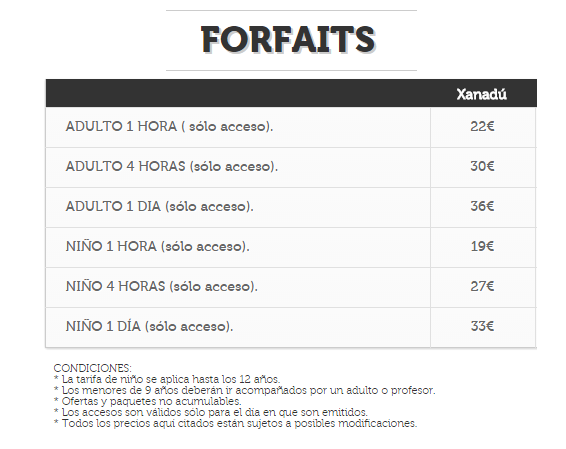 FORFAITS
Xanadú
ADULTO 1 HORA ( sólo acceso). 22€
ADULTO 4 HORAS (sólo acceso). 30€
ADULTO 1 DIA (sólo acceso). 36€
NIÑO 1 HORA (sólo acceso). 19€
NIÑO 4 HORAS (sólo acceso). 27€
NIÑO 1 DÍA (sólo acceso). 33€
CONDICIONES:
* La tarifa de niño se aplica hasta los 12 años.
* Los menores de 9 años deberán ir acompañados por un adulto o profesor.
* Ofertas y paquetes no acumulables.
* Los accesos son válidos sólo para el día en que son emitidos.
* Todos los precios aquí citados están sujetos a posibles modificaciones.